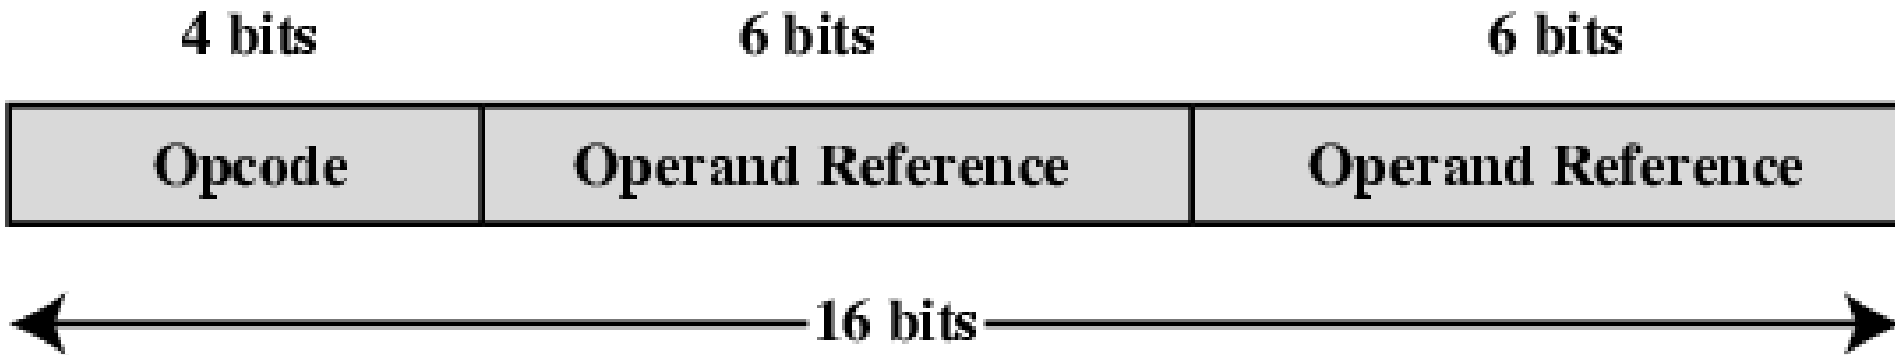 4 bits 6 bits 6 bits
Opcode Operand Reference Operand Reference
16 bits